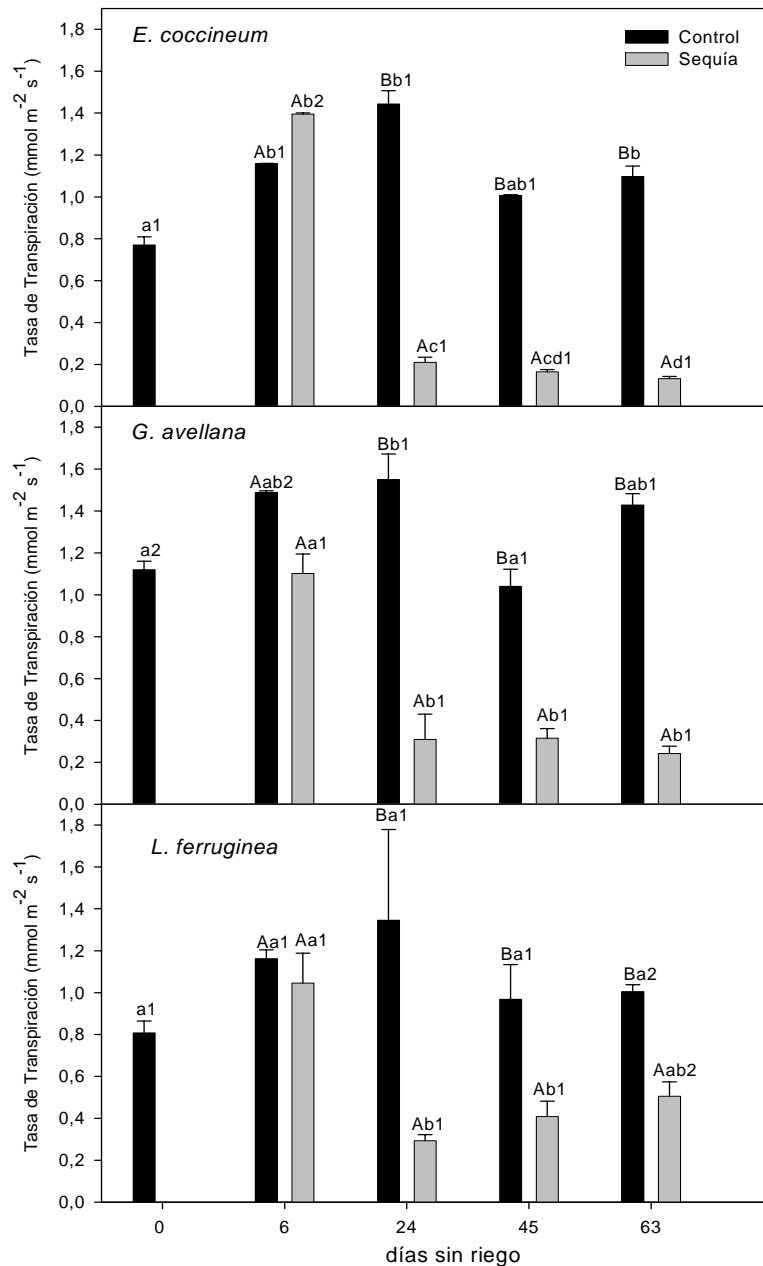 E. coccineum
Control
Sequía
Tasa de Transpiración (mmol m⁻² s⁻¹)
1,8
1,6
1,4
1,2
1,0
0,8
0,6
0,4
0,2
0,0
a1
Ab1
Ab2
Bb1
Ac1
Bab1
Acd1
Bb
Ad1
G. avellana
Tasa de Transpiración (mmol m⁻² s⁻¹)
1,8
1,6
1,4
1,2
1,0
0,8
0,6
0,4
0,2
0,0
a2
Aab2
Aa1
Bb1
Ab1
Ba1
Ab1
Bab1
Ab1
L. ferruginea
Tasa de Transpiración (mmol m⁻² s⁻¹)
1,8
1,6
1,4
1,2
1,0
0,8
0,6
0,4
0,2
0,0
a1
Aa1
Aa1
Ba1
Ab1
Ba1
Ab1
Ba2
Aab2
0 6 24 45 63
días sin riego